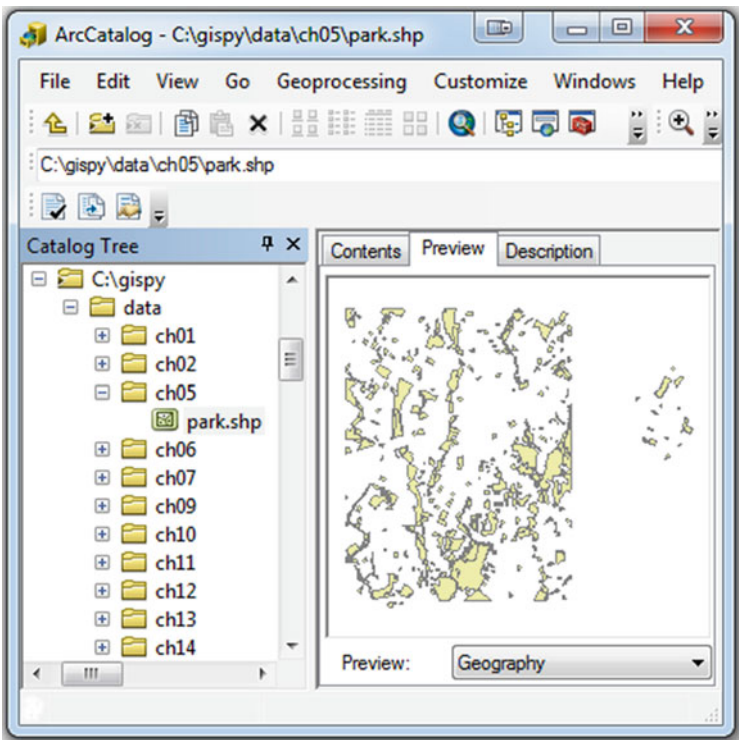 ArcCatalog - C:\gispy\data\ch05\park.shp
File Edit View Go Geoprocessing Customize Windows Help
C:\gispy\data\ch05\park.shp
Catalog Tree
C:\gispy
data
ch01
ch02
ch05
park.shp
ch06
ch07
ch09
ch10
ch11
ch12
ch13
ch14
Contents Preview Description
Preview: Geography